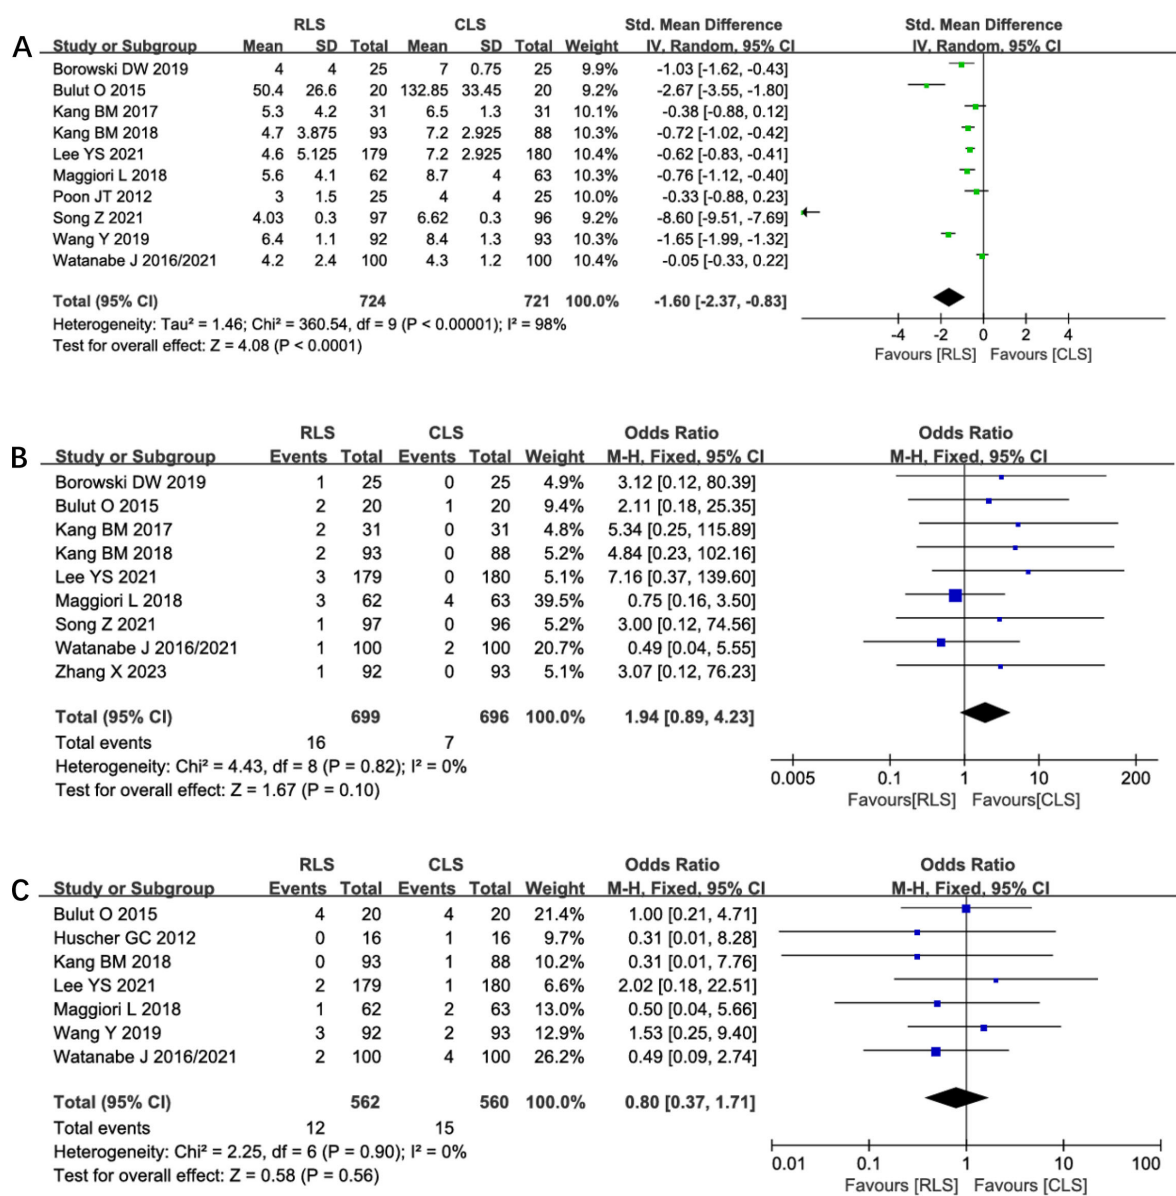 A
RLS CLS Std. Mean Difference Std. Mean Difference
Study or Subgroup Mean SD Total Mean SD Total Weight IV, Random, 95% CI IV, Random, 95% CI
Borowski DW 2019 4 4 25 7 0.75 25 9.9% -1.03 [-1.62, -0.43]
Bulut O 2015 50.4 26.6 20 132.85 33.45 20 9.2% -2.67 [-3.55, -1.80]
Kang BM 2017 5.3 4.2 31 6.5 1.3 31 10.1% -0.38 [-0.88, 0.12]
Kang BM 2018 4.7 3.875 93 7.2 2.925 88 10.3% -0.72 [-1.02, -0.42]
Lee YS 2021 4.6 5.125 179 7.2 2.925 180 10.4% -0.62 [-0.83, -0.41]
Maggiori L 2018 5.6 4.1 62 8.7 4 63 10.3% -0.76 [-1.12, -0.40]
Poon JT 2012 3 1.5 25 4 4 25 10.0% -0.33 [-0.88, 0.23]
Song Z 2021 4.03 0.3 97 6.62 0.3 96 9.2% -8.60 [-9.51, -7.69]
Wang Y 2019 6.4 1.1 92 8.4 1.3 93 10.3% -1.65 [-1.99, -1.32]
Watanabe J 2016/2021 4.2 2.4 100 4.3 1.2 100 10.4% -0.05 [-0.33, 0.22]
Total (95% CI) 724 721 100.0% -1.60 [-2.37, -0.83]
Heterogeneity: Tau² = 1.46; Chi² = 360.54, df = 9 (P < 0.00001); I² = 98%
Test for overall effect: Z = 4.08 (P < 0.0001)
-4 -2 0 2 4
Favours [RLS] Favours [CLS]
B
RLS CLS Odds Ratio Odds Ratio
Study or Subgroup Events Total Events Total Weight M-H, Fixed, 95% CI M-H, Fixed, 95% CI
Borowski DW 2019 1 25 0 25 4.9% 3.12 [0.12, 80.39]
Bulut O 2015 2 20 1 20 9.4% 2.11 [0.18, 25.35]
Kang BM 2017 2 31 0 31 4.8% 5.34 [0.25, 115.89]
Kang BM 2018 2 93 0 88 5.2% 4.84 [0.23, 102.16]
Lee YS 2021 3 179 0 180 5.1% 7.16 [0.37, 139.60]
Maggiori L 2018 3 62 4 63 39.5% 0.75 [0.16, 3.50]
Song Z 2021 1 97 0 96 5.2% 3.00 [0.12, 74.56]
Watanabe J 2016/2021 1 100 2 100 20.7% 0.49 [0.04, 5.55]
Zhang X 2023 1 92 0 93 5.1% 3.07 [0.12, 76.23]
Total (95% CI) 699 696 100.0% 1.94 [0.89, 4.23]
Total events 16 7
Heterogeneity: Chi² = 4.43, df = 8 (P = 0.82); I² = 0%
Test for overall effect: Z = 1.67 (P = 0.10)
0.005 0.1 1 10 200
Favours[RLS] Favours[CLS]
C
RLS CLS Odds Ratio Odds Ratio
Study or Subgroup Events Total Events Total Weight M-H, Fixed, 95% CI M-H, Fixed, 95% CI
Bulut O 2015 4 20 4 20 21.4% 1.00 [0.21, 4.71]
Huscher GC 2012 0 16 1 16 9.7% 0.31 [0.01, 8.28]
Kang BM 2018 0 93 1 88 10.2% 0.31 [0.01, 7.76]
Lee YS 2021 2 179 1 180 6.6% 2.02 [0.18, 22.51]
Maggiori L 2018 1 62 2 63 13.0% 0.50 [0.04, 5.66]
Wang Y 2019 3 92 2 93 12.9% 1.53 [0.25, 9.40]
Watanabe J 2016/2021 2 100 4 100 26.2% 0.49 [0.09, 2.74]
Total (95% CI) 562 560 100.0% 0.80 [0.37, 1.71]
Total events 12 15
Heterogeneity: Chi² = 2.25, df = 6 (P = 0.90); I² = 0%
Test for overall effect: Z = 0.58 (P = 0.56)
0.01 0.1 1 10 100
Favours [RLS] Favours [CLS]